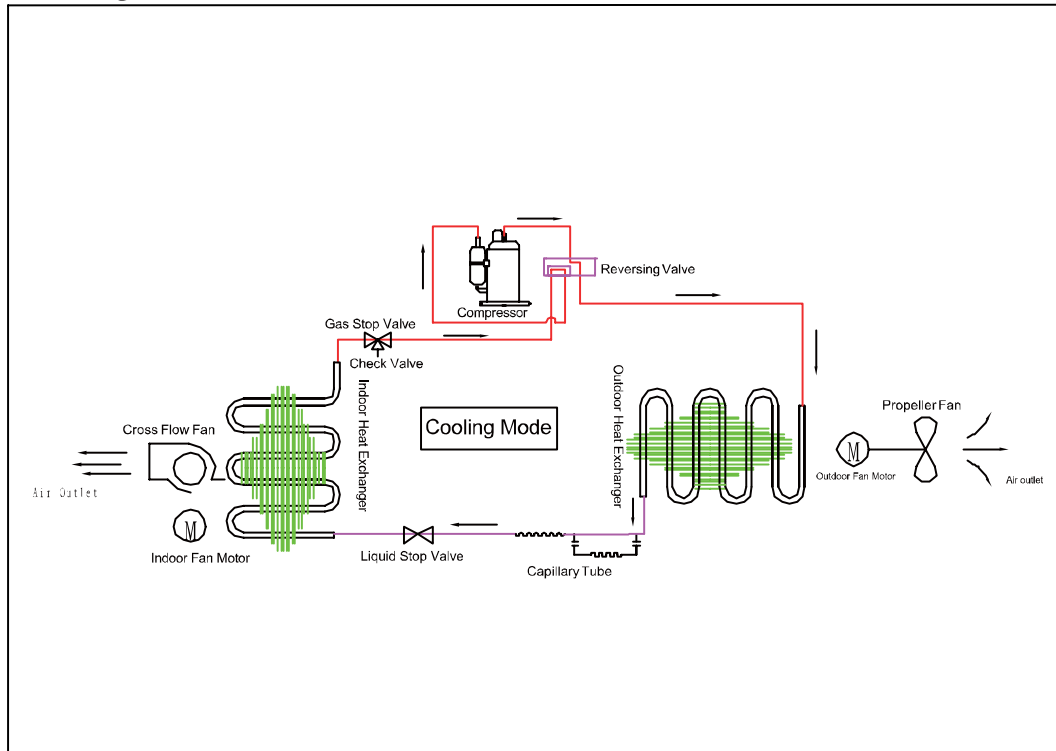 Reversing Valve
Compressor
Gas Stop Valve
Check Valve
Indoor Heat Exchanger
Outdoor Heat Exchanger
Cooling Mode
Cross Flow Fan
Air Outlet
M
Indoor Fan Motor
Liquid Stop Valve
Capillary Tube
Propeller Fan
M
Outdoor Fan Motor
Air outlet